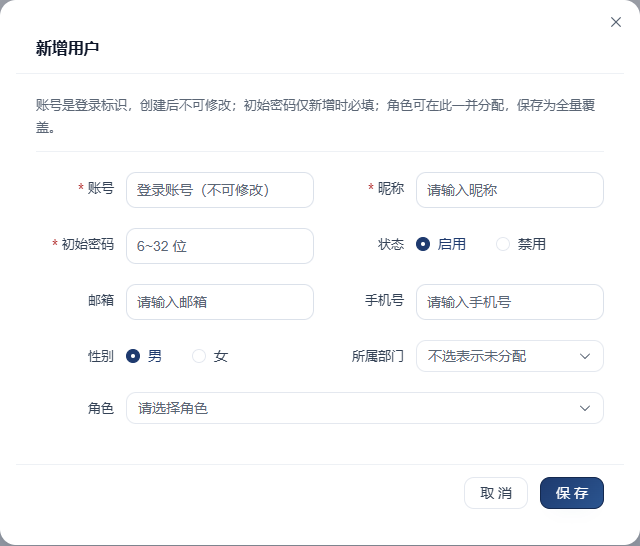 新增用户
账号是登录标识，创建后不可修改；初始密码仅新增时必填；角色可在此一并分配，保存为全量覆
盖。
* 账号 登录账号（不可修改） * 昵称 请输入昵称
* 初始密码 6~32 位 状态 启用 禁用
邮箱 请输入邮箱 手机号 请输入手机号
性别 男 女 所属部门 不选表示未分配
角色 请选择角色
取 消 保 存